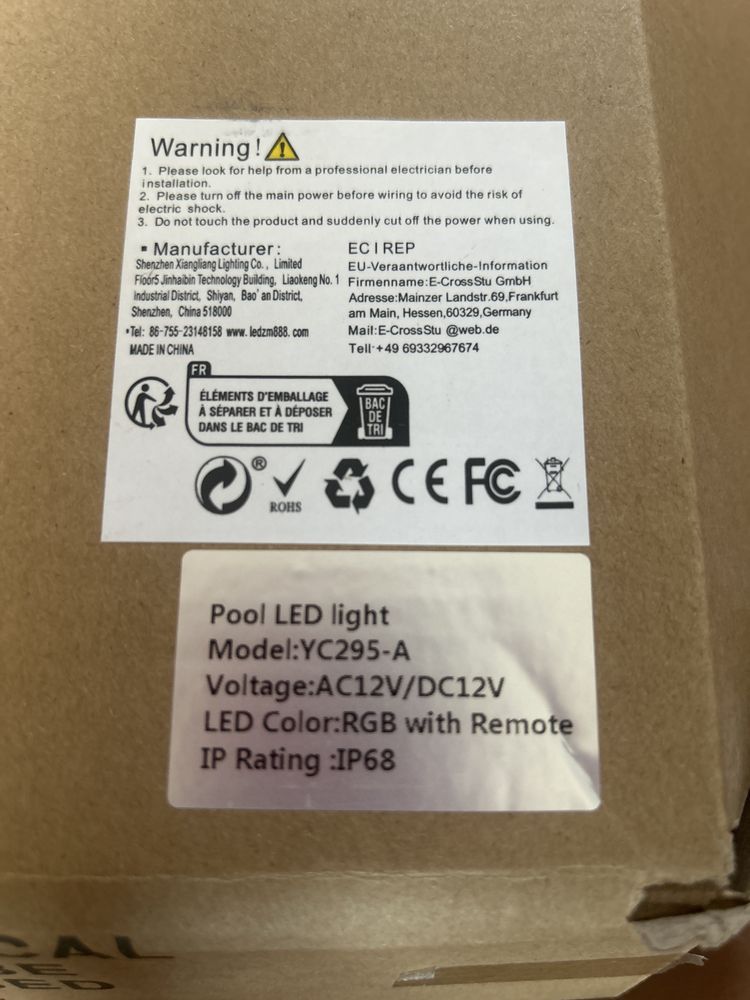 Warning!
1. Please look for help from a professional electrician before
installation.
2. Please turn off the main power before wiring to avoid the risk of
electric shock.
3. Do not touch the product and suddenly cut off the power when using.
▪ Manufacturer:
Shenzhen Xiangliang Lighting Co., Limited
Floor5 Jinhaibin Technology Building, Liaokeng No. 1
Industrial District, Shiyan, Bao'an District,
Shenzhen, China 518000
•Tel: 86-755-23148158 www.ledzm888.com
MADE IN CHINA
EC I REP
EU-Veraantwortliche-Information
Firmenname:E-CrossStu GmbH
Adresse:Mainzer Landstr.69,Frankfurt
am Main, Hessen,60329,Germany
Mail:E-CrossStu @web.de
Tell·+49 69332967674
FR
ÉLÉMENTS D'EMBALLAGE
À SÉPARER ET À DÉPOSER
DANS LE BAC DE TRI
BAC
DE
TRI
®
ROHS
CE
FC
Pool LED light
Model:YC295-A
Voltage:AC12V/DC12V
LED Color:RGB with Remote
IP Rating :IP68